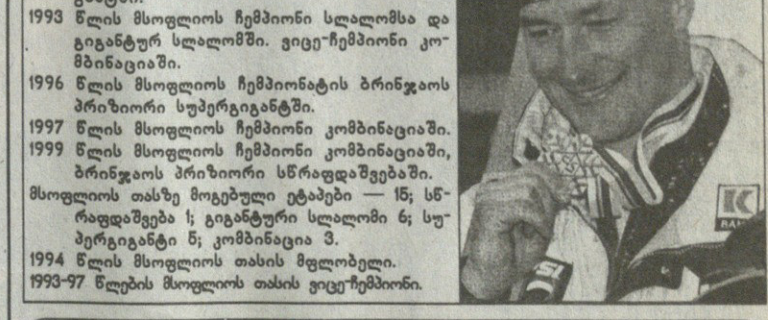 1993 წლის მსოფლიოს ჩემპიონი სლალომსა და
გიგანტურ სლალომში. ვიცე-ჩემპიონი კო-
მბინაციაში.
1996 წლის მსოფლიოს ჩემპიონატის ბრინჯაოს
პრიზიორი სუპერგიგანტში.
1997 წლის მსოფლიოს ჩემპიონი კომბინაციაში.
1999 წლის მსოფლიოს ჩემპიონი კომბინაციაში,
ბრინჯაოს პრიზიორი სწრაფდაშვებაში.
მსოფლიოს თასზე მოგებული ეტაპები — 15; სწ-
რაფდაშვება 1; გიგანტური სლალომი 6; სუ-
პერგიგანტი 5; კომბინაცია 3.
1994 წლის მსოფლიოს თასის მფლობელი.
1993-97 წლების მსოფლიოს თასის ვიცე-ჩემპიონი.